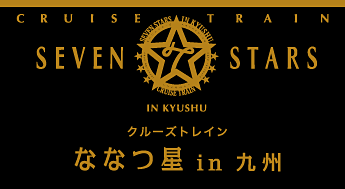 CRUISE TRAIN
SEVEN STARS
SEVEN STARS IN KYUSHU
7
CRUISE TRAIN
IN KYUSHU
クルーズトレイン
ななつ星 in 九州